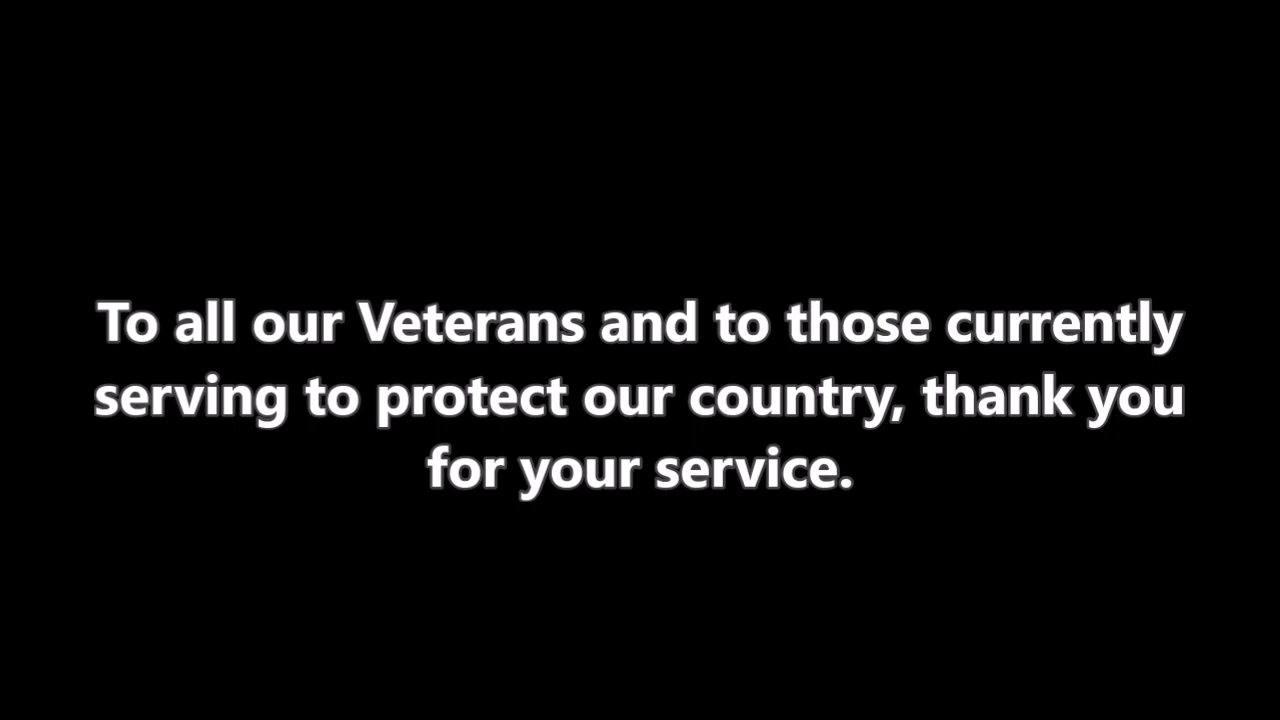 To all our Veterans and to those currently
serving to protect our country, thank you
for your service.